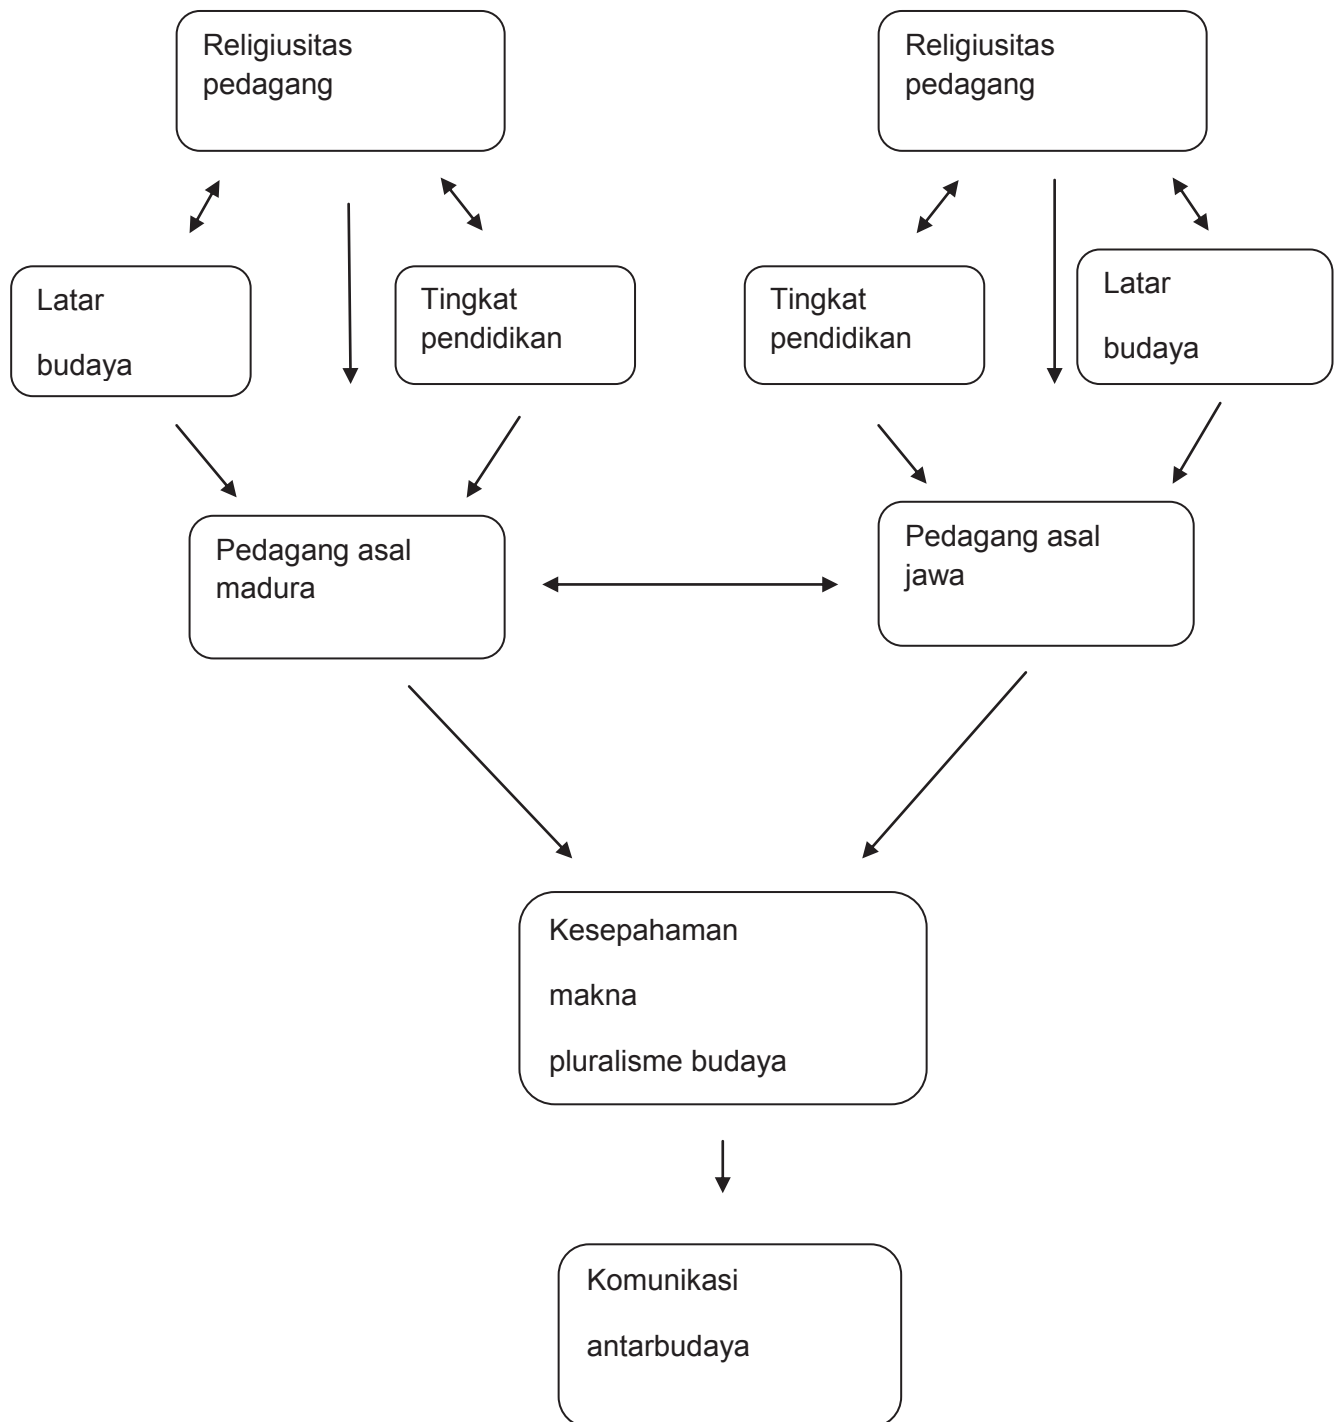 Religiusitas
pedagang
Religiusitas
pedagang
Latar
budaya
Tingkat
pendidikan
Tingkat
pendidikan
Latar
budaya
Pedagang asal
madura
Pedagang asal
jawa
Kesepahaman
makna
pluralisme budaya
Komunikasi
antarbudaya